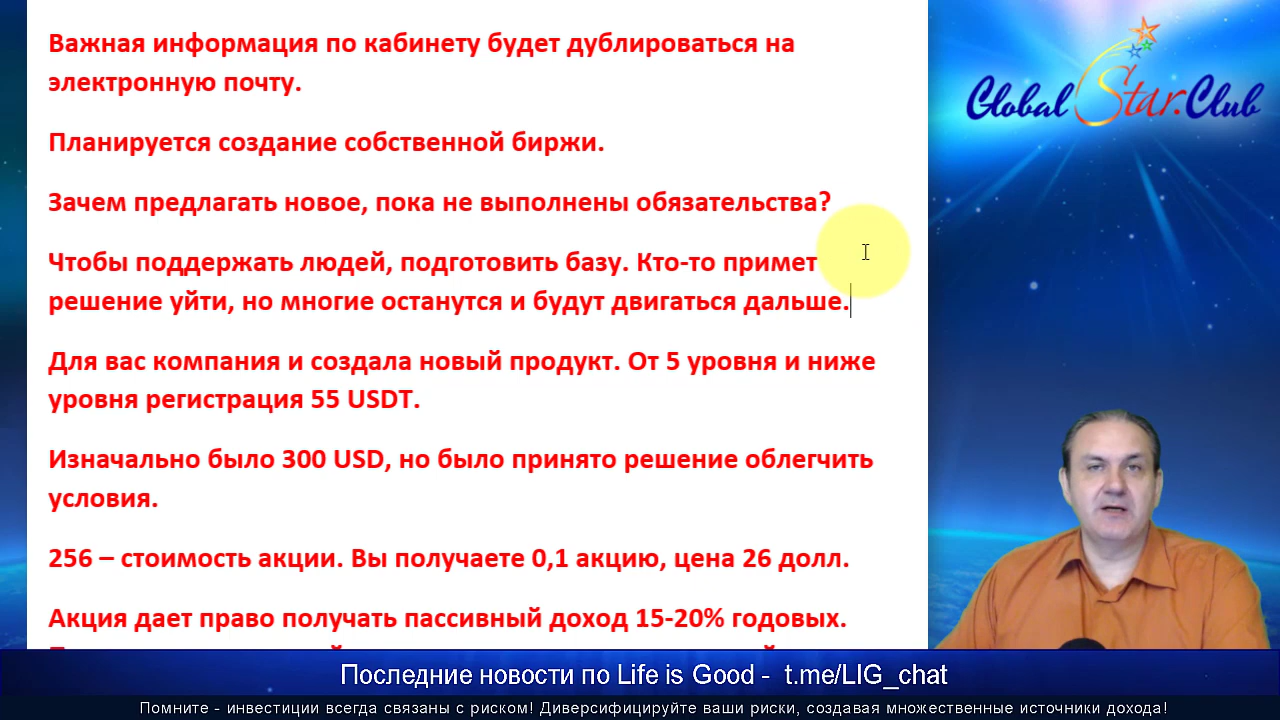 Важная информация по кабинету будет дублироваться на
электронную почту.
Планируется создание собственной биржи.
Зачем предлагать новое, пока не выполнены обязательства?
Чтобы поддержать людей, подготовить базу. Кто-то примет
решение уйти, но многие останутся и будут двигаться дальше.
Для вас компания и создала новый продукт. От 5 уровня и ниже
уровня регистрация 55 USDT.
Изначально было 300 USD, но было принято решение облегчить
условия.
256 – стоимость акции. Вы получаете 0,1 акцию, цена 26 долл.
Акция дает право получать пассивный доход 15-20% годовых.
Global Star.Club
Последние новости по Life is Good - t.me/LIG_chat
Помните - инвестиции всегда связаны с риском! Диверсифицируйте ваши риски, создавая множественные источники дохода!